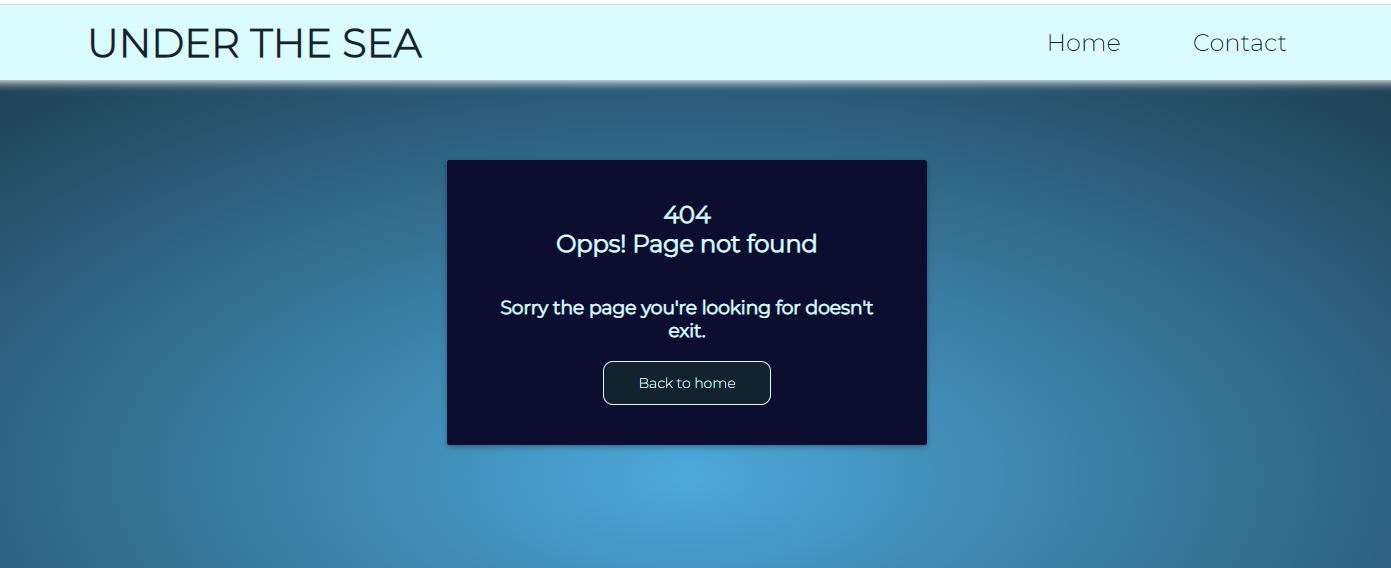 UNDER THE SEA
Home
Contact
404
Opps! Page not found
Sorry the page you're looking for doesn't
exit.
Back to home